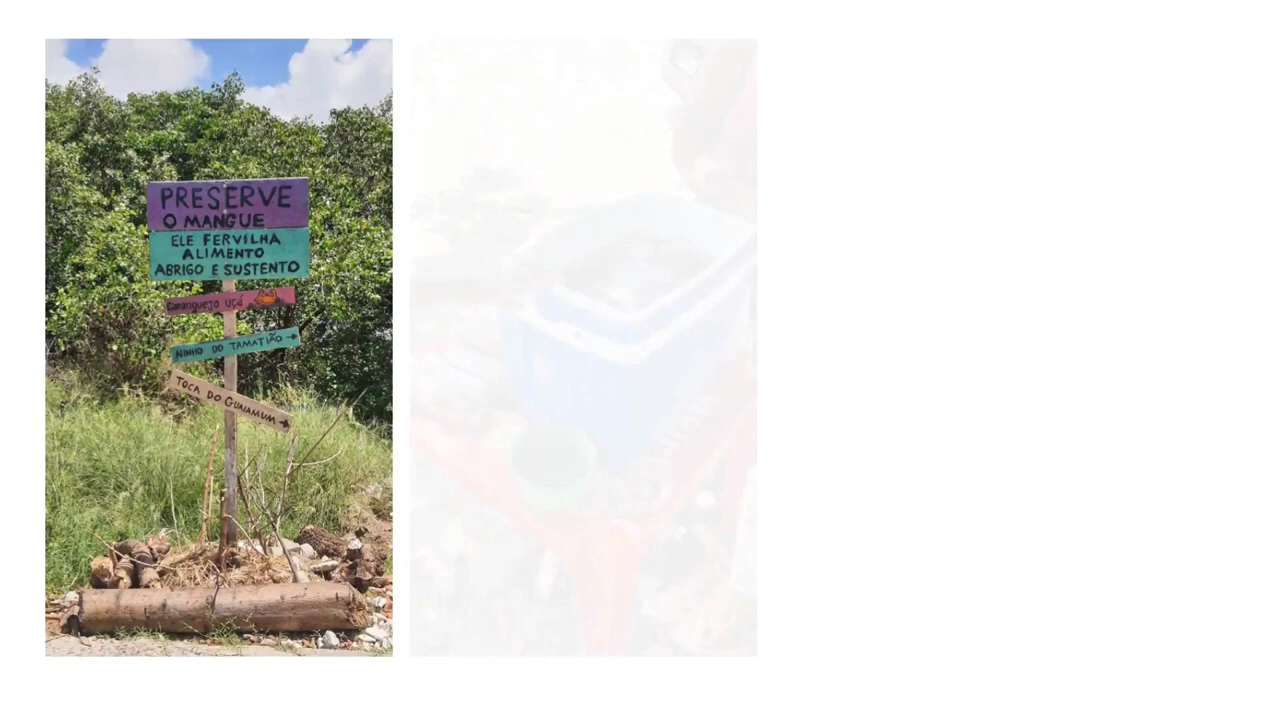 PRESERVE
O MANGUE
ELE FERVILHA
ALIMENTO
ABRIGO E SUSTENTO
Caranguejo uçá
NINHO DO TAMATIÃO
TOCA DO GUAIAMUM